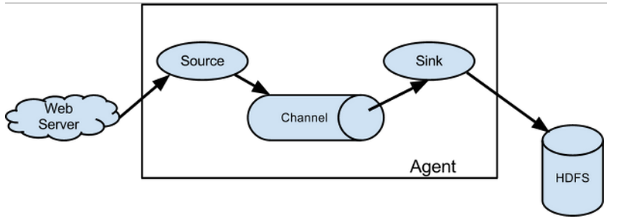 Source
Sink
Web
Server
Channel
Agent
HDFS